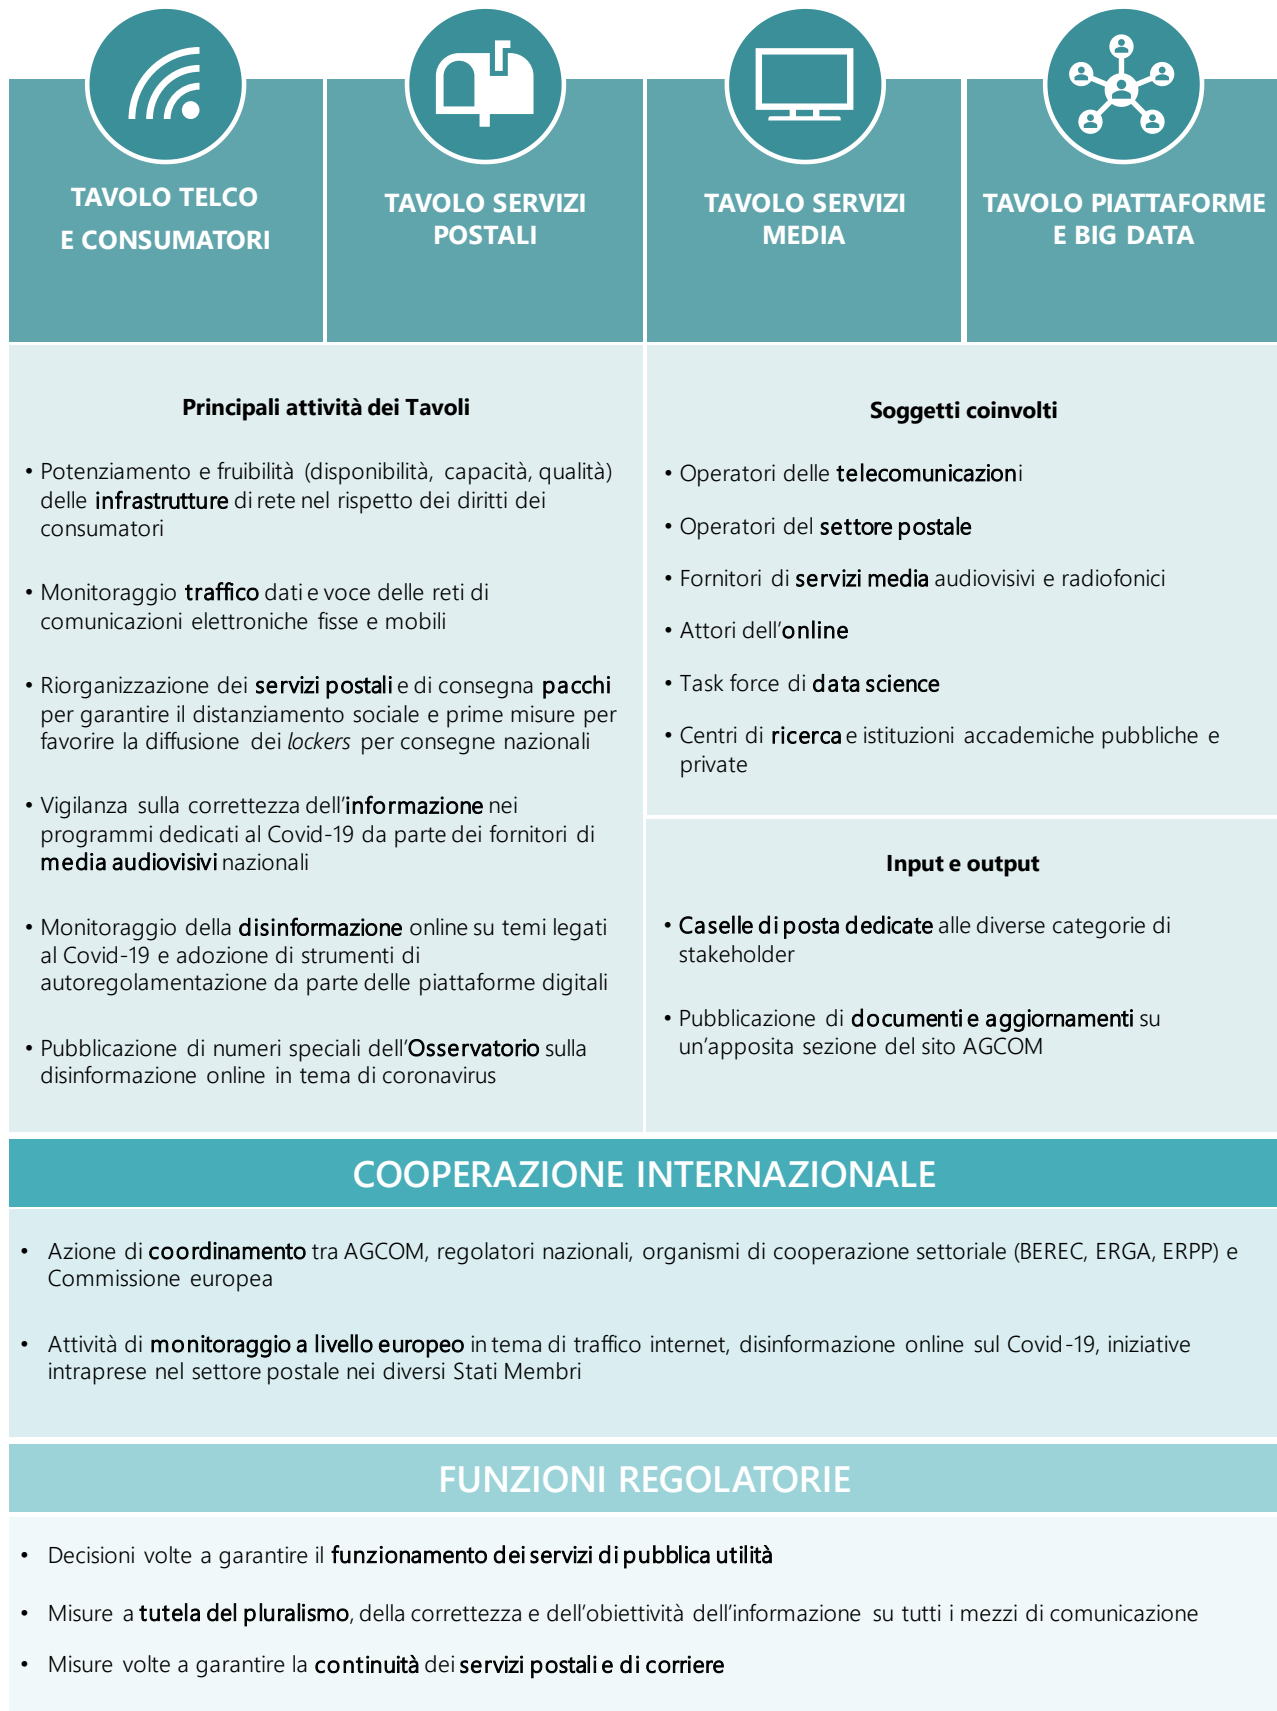 TAVOLO TELCO
E CONSUMATORI
TAVOLO SERVIZI
POSTALI
TAVOLO SERVIZI
MEDIA
TAVOLO PIATTAFORME
E BIG DATA
Principali attività dei Tavoli
• Potenziamento e fruibilità (disponibilità, capacità, qualità)
delle infrastrutture di rete nel rispetto dei diritti dei
consumatori
• Monitoraggio traffico dati e voce delle reti di
comunicazioni elettroniche fisse e mobili
• Riorganizzazione dei servizi postali e di consegna pacchi
per garantire il distanziamento sociale e prime misure per
favorire la diffusione dei lockers per consegne nazionali
• Vigilanza sulla correttezza dell’informazione nei
programmi dedicati al Covid-19 da parte dei fornitori di
media audiovisivi nazionali
• Monitoraggio della disinformazione online su temi legati
al Covid-19 e adozione di strumenti di
autoregolamentazione da parte delle piattaforme digitali
• Pubblicazione di numeri speciali dell’Osservatorio sulla
disinformazione online in tema di coronavirus
Soggetti coinvolti
• Operatori delle telecomunicazioni
• Operatori del settore postale
• Fornitori di servizi media audiovisivi e radiofonici
• Attori dell’online
• Task force di data science
• Centri di ricerca e istituzioni accademiche pubbliche e
private
Input e output
• Caselle di posta dedicate alle diverse categorie di
stakeholder
• Pubblicazione di documenti e aggiornamenti su
un’apposita sezione del sito AGCOM
COOPERAZIONE INTERNAZIONALE
• Azione di coordinamento tra AGCOM, regolatori nazionali, organismi di cooperazione settoriale (BEREC, ERGA, ERPP) e
Commissione europea
• Attività di monitoraggio a livello europeo in tema di traffico internet, disinformazione online sul Covid-19, iniziative
intraprese nel settore postale nei diversi Stati Membri
FUNZIONI REGOLATORIE
• Decisioni volte a garantire il funzionamento dei servizi di pubblica utilità
• Misure a tutela del pluralismo, della correttezza e dell’obiettività dell’informazione su tutti i mezzi di comunicazione
• Misure volte a garantire la continuità dei servizi postali e di corriere